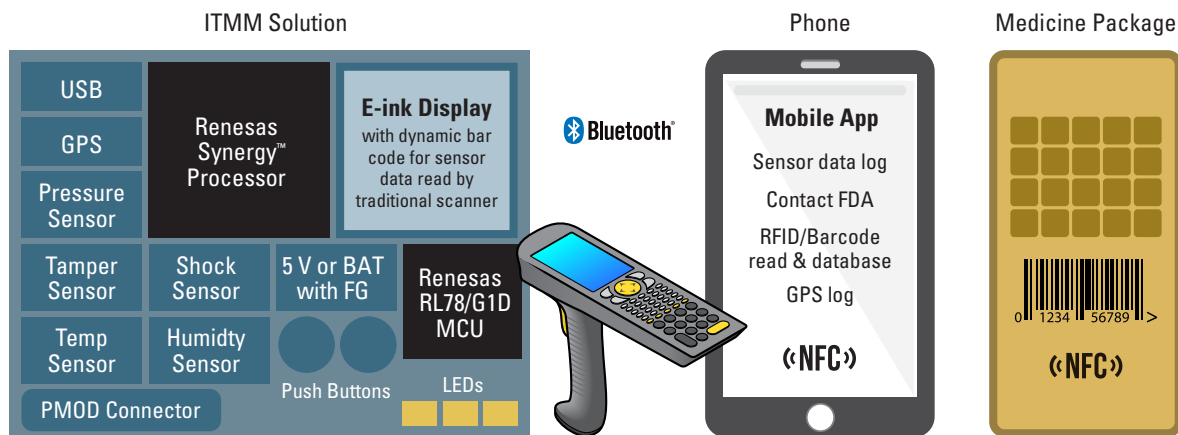 ITMM Solution
USB
GPS
Pressure
Sensor
Tamper
Sensor
Temp
Sensor
PMOD Connector
Renesas
Synergy™
Processor
Shock
Sensor
Humidty
Sensor
E-ink Display
with dynamic bar
code for sensor
data read by
traditional scanner
5 V or BAT
with FG
Push Buttons
Renesas
RL78/G1D
MCU
LEDs
Bluetooth®
Phone
Mobile App
Sensor data log
Contact FDA
RFID/Barcode
read & database
GPS log
NFC
Medicine Package
0 1234 56789 >
NFC